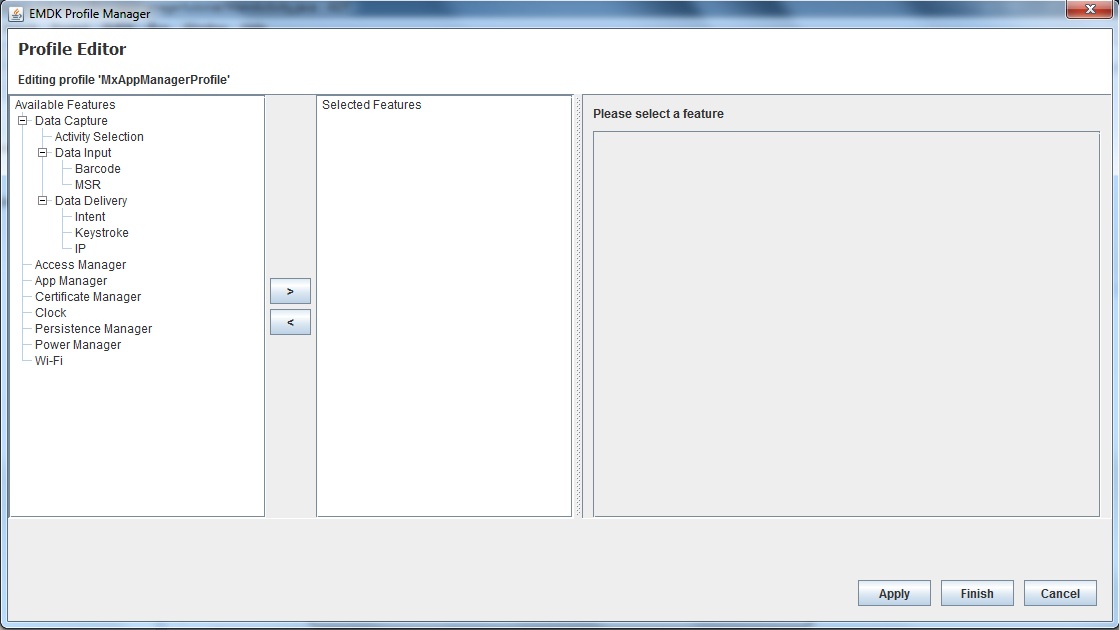 EMDK Profile Manager
Profile Editor
Editing profile 'MxAppManagerProfile'
Available Features
Data Capture
Activity Selection
Data Input
Barcode
MSR
Data Delivery
Intent
Keystroke
IP
Access Manager
App Manager
Certificate Manager
Clock
Persistence Manager
Power Manager
Wi-Fi
>
<
Selected Features
Please select a feature
Apply Finish Cancel